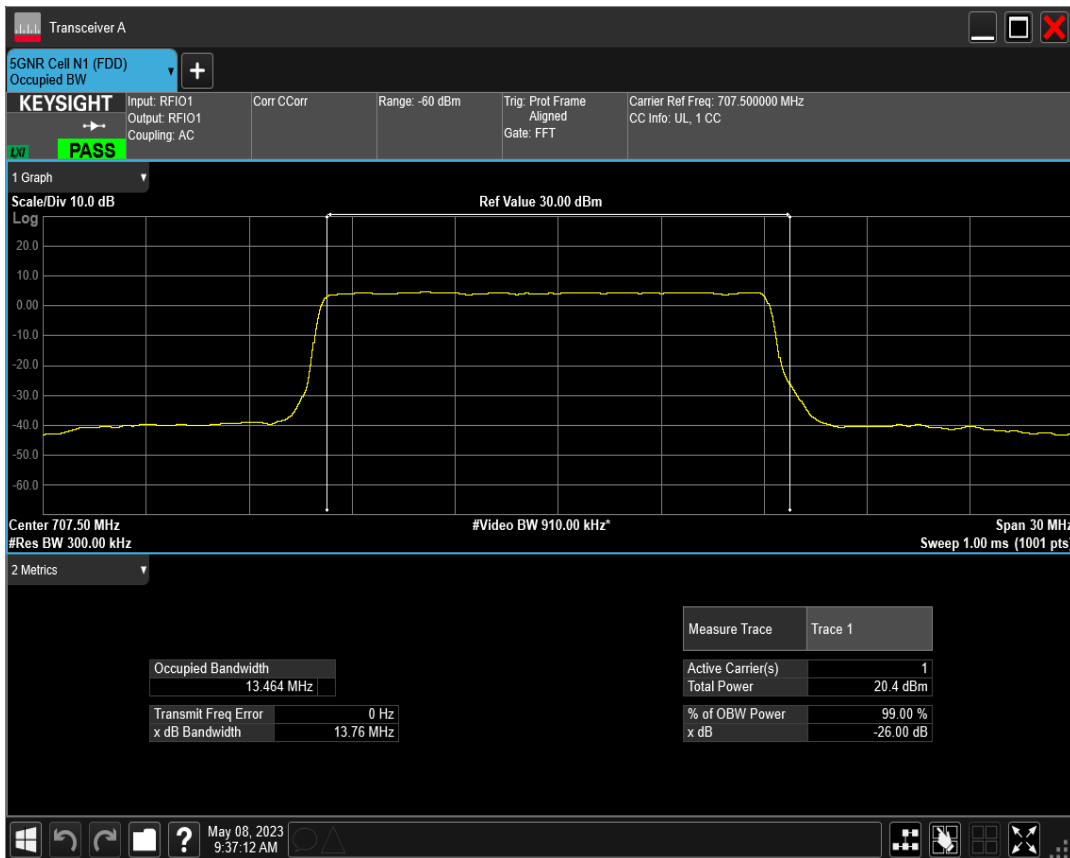 Transceiver A
5GNR Cell N1 (FDD)
Occupied BW
+
KEYSIGHT
LXI
PASS
Input: RFIO1
Output: RFIO1
Coupling: AC
Corr CCorr
Range: -60 dBm
Trig: Prot Frame
Aligned
Gate: FFT
Carrier Ref Freq: 707.500000 MHz
CC Info: UL, 1 CC
1 Graph
Scale/Div 10.0 dB
Ref Value 30.00 dBm
Log
20.0
10.0
0.00
-10.0
-20.0
-30.0
-40.0
-50.0
-60.0
Center 707.50 MHz
#Video BW 910.00 kHz*
Span 30 MHz
#Res BW 300.00 kHz
Sweep 1.00 ms (1001 pts)
2 Metrics
Measure Trace Trace 1
Occupied Bandwidth
13.464 MHz
Transmit Freq Error 0 Hz
x dB Bandwidth 13.76 MHz
Active Carrier(s) 1
Total Power 20.4 dBm
% of OBW Power 99.00 %
x dB -26.00 dB
?
May 08, 2023
9:37:12 AM